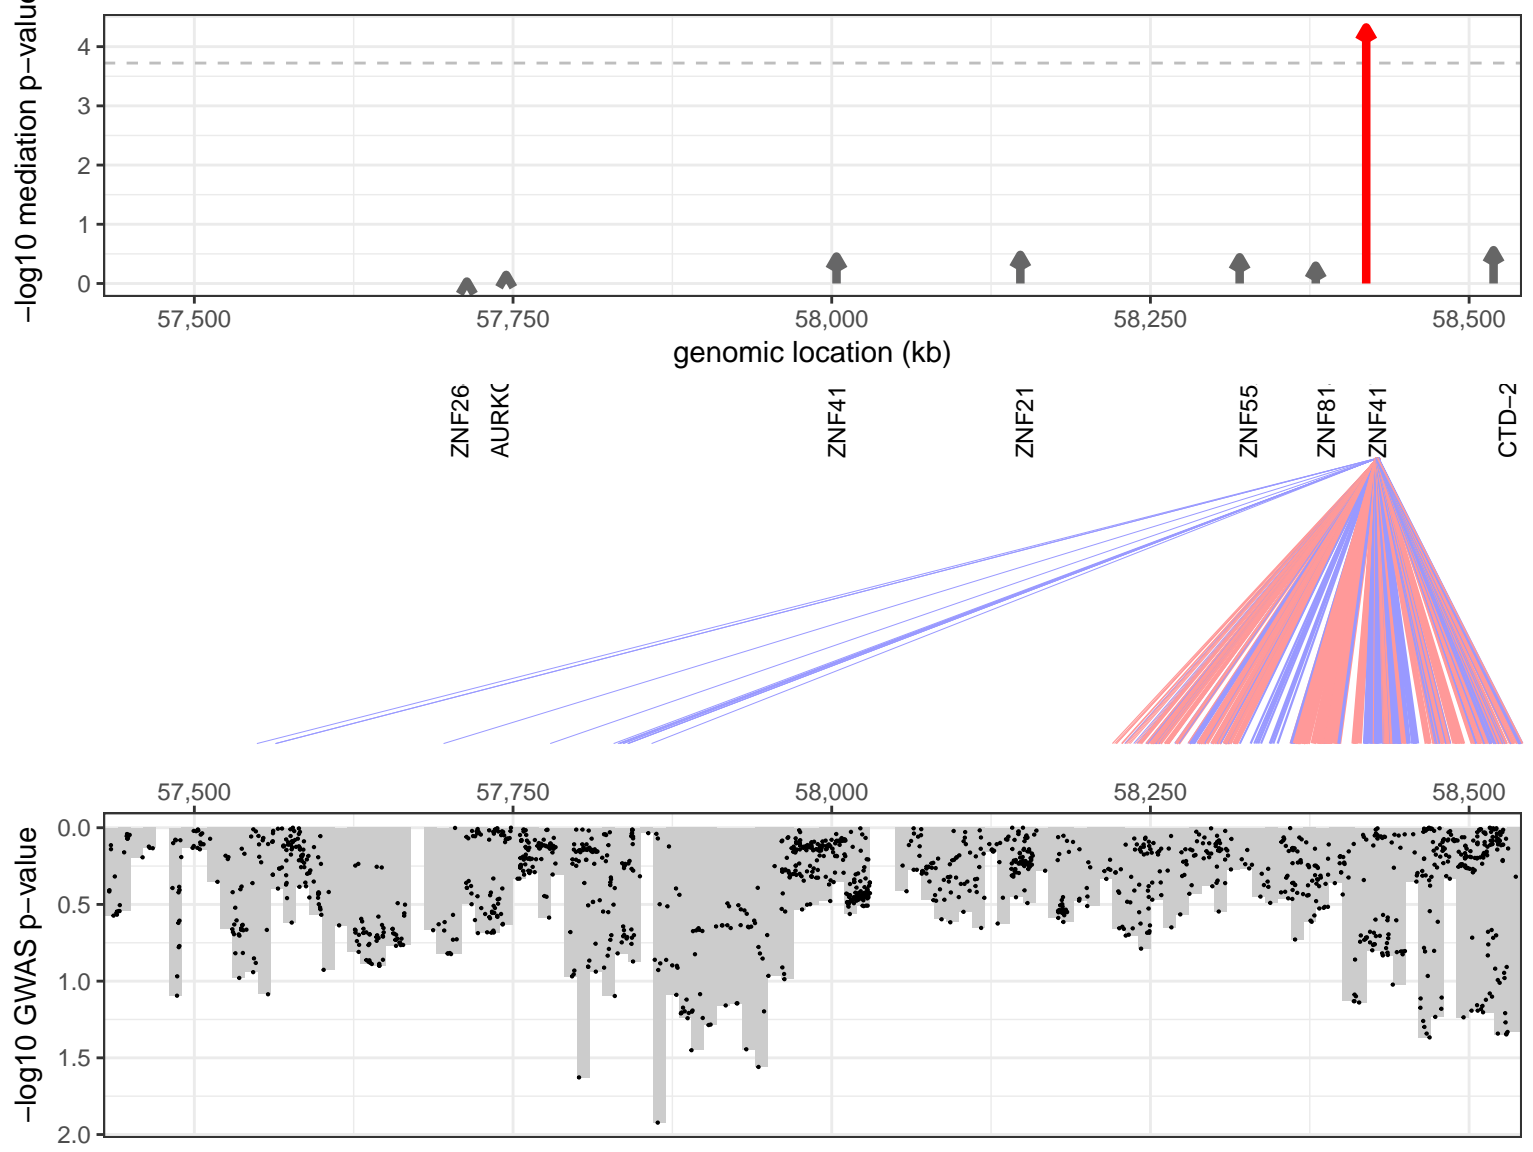 −log10 mediation p−value
4
3
2
1
0
57,500 57,750 58,000 58,250 58,500
genomic location (kb)
ZNF26 AURKC ZNF41 ZNF21 ZNF55 ZNF81 ZNF41 CTD−2
57,500 57,750 58,000 58,250 58,500
−log10 GWAS p−value
0.0
0.5
1.0
1.5
2.0